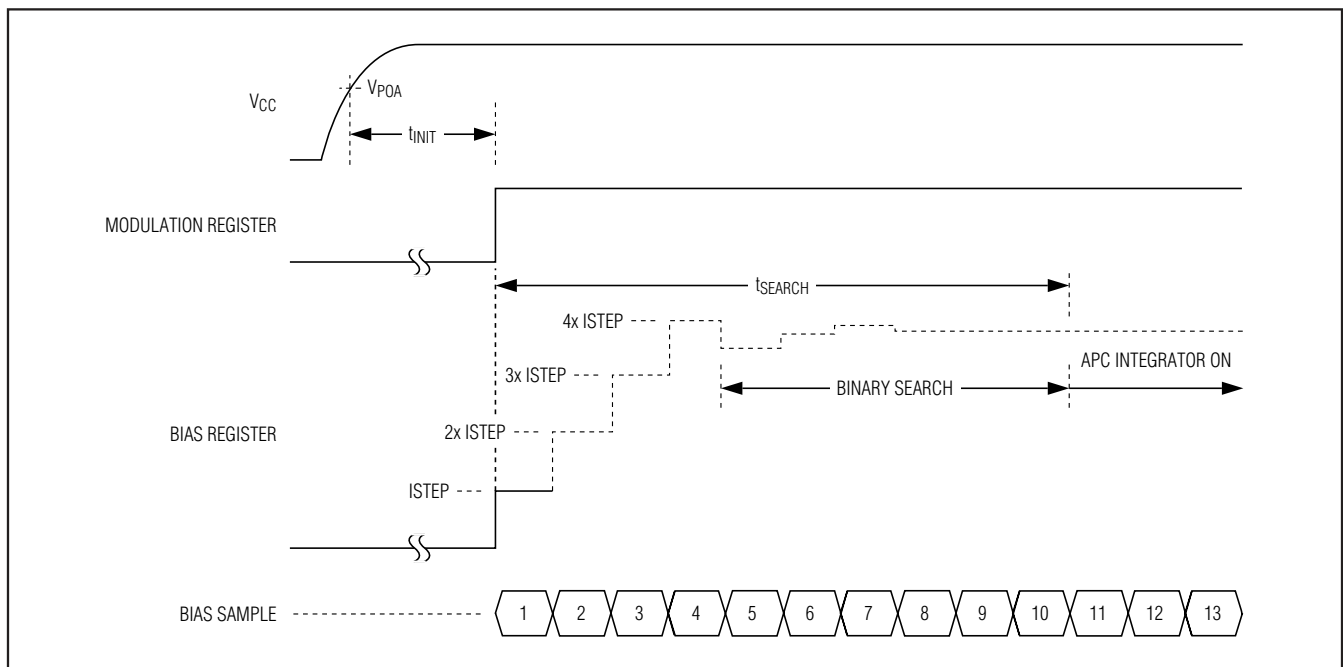 VCC
VPOA
tINIT
MODULATION REGISTER
tSEARCH
4x ISTEP
APC INTEGRATOR ON
3x ISTEP
BINARY SEARCH
2x ISTEP
BIAS REGISTER
ISTEP
BIAS SAMPLE
1 2 3 4 5 6 7 8 9 10 11 12 13